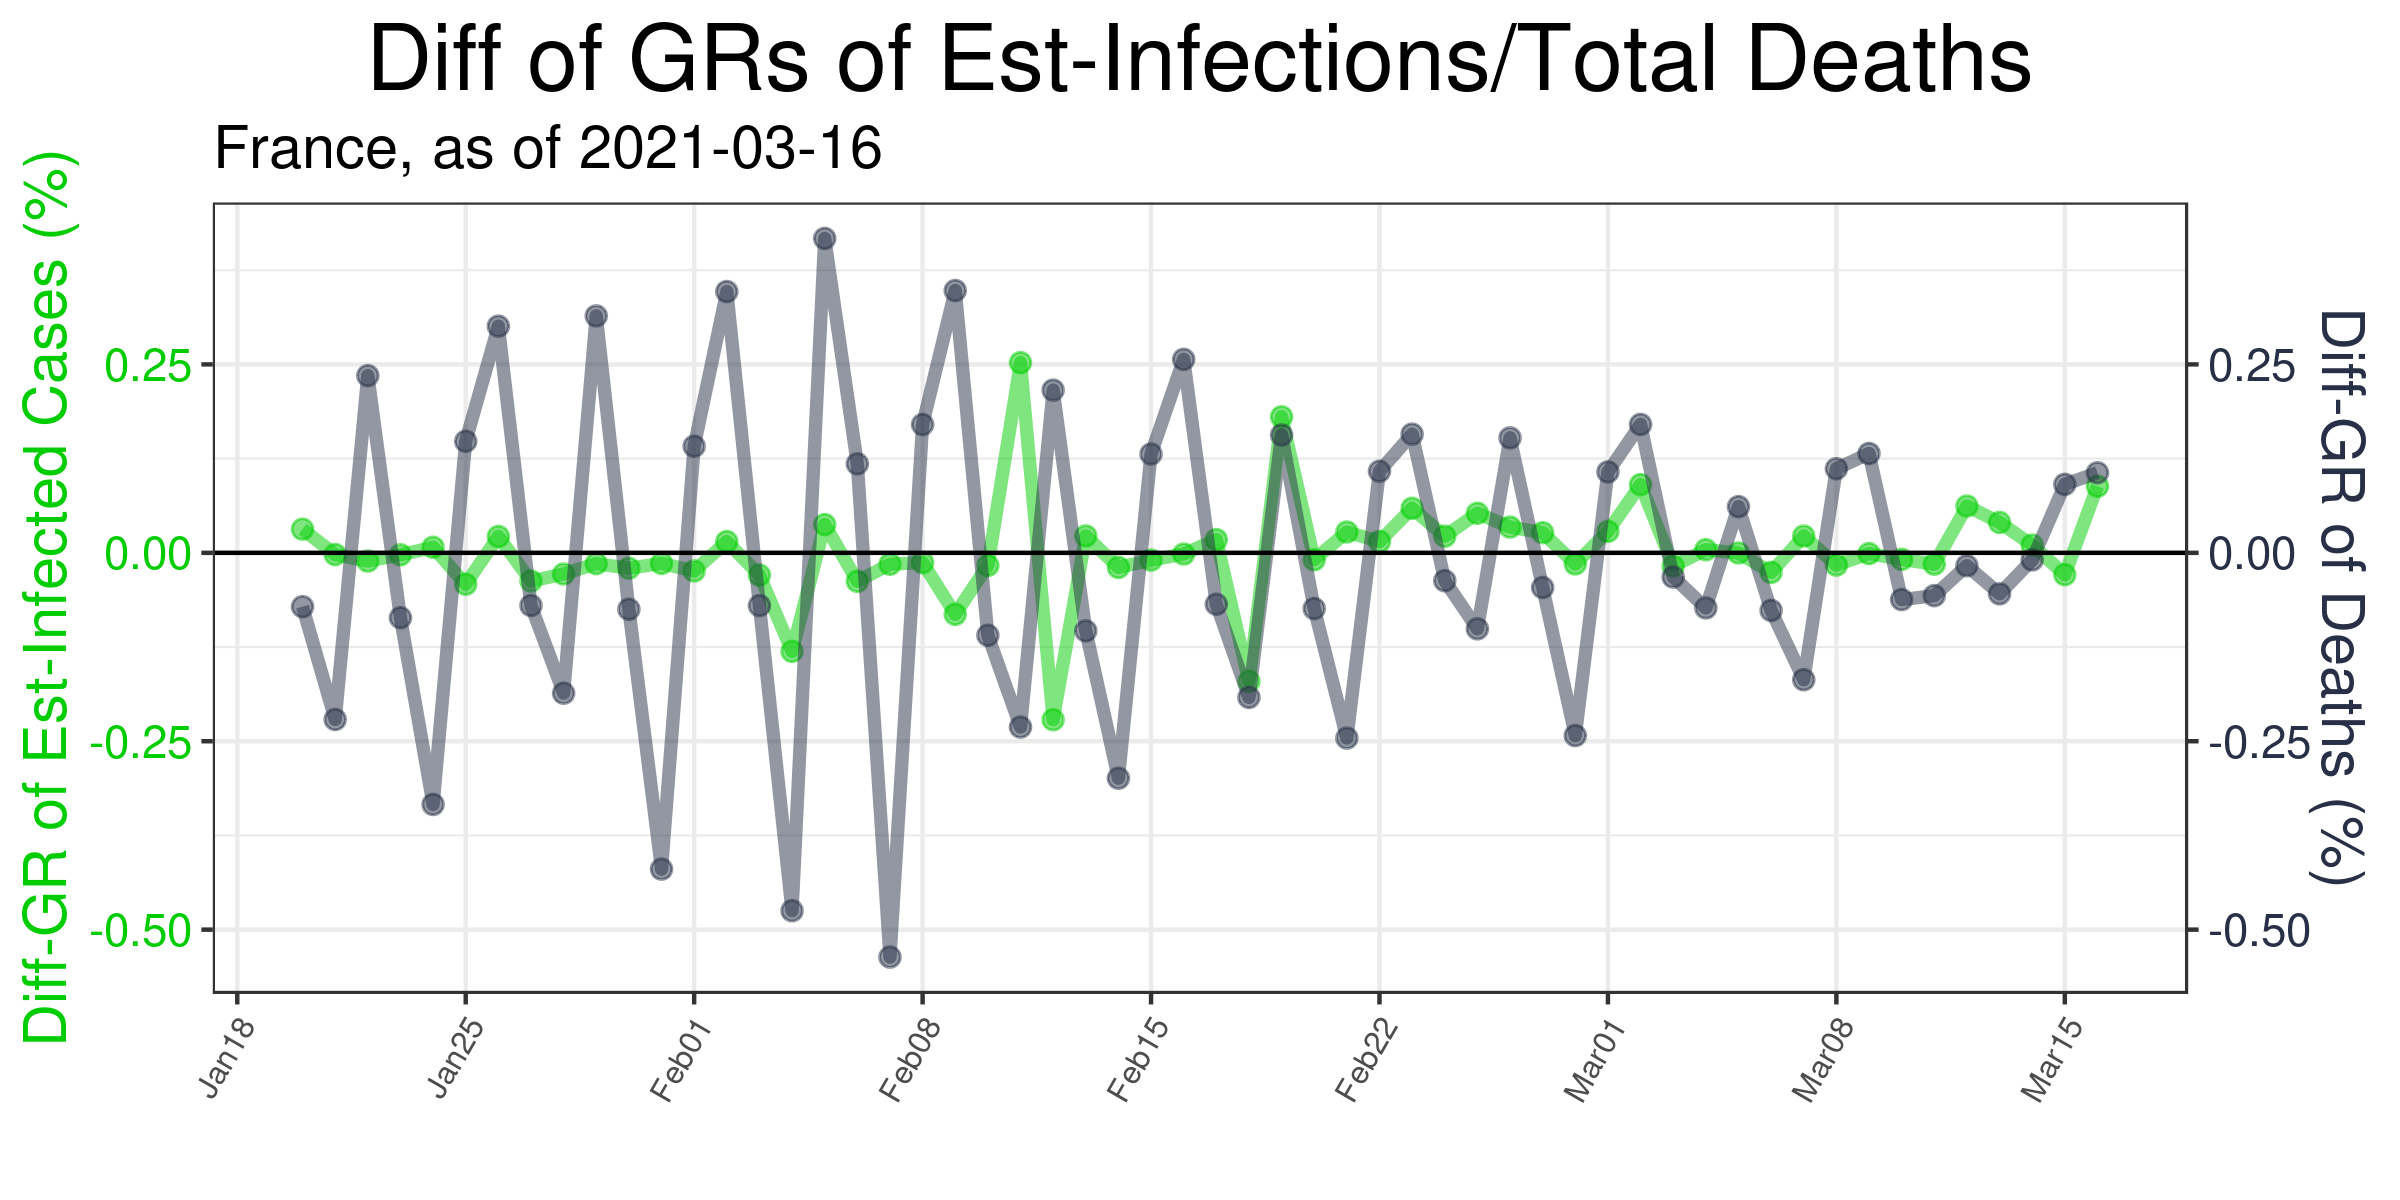 Diff of GRs of Est-Infections/Total Deaths
France, as of 2021-03-16
Diff-GR of Est-Infected Cases (%)
0.25
0.00
-0.25
-0.50
0.25
0.00
-0.25
-0.50
Diff-GR of Deaths (%)
Jan18
Jan25
Feb01
Feb08
Feb15
Feb22
Mar01
Mar08
Mar15